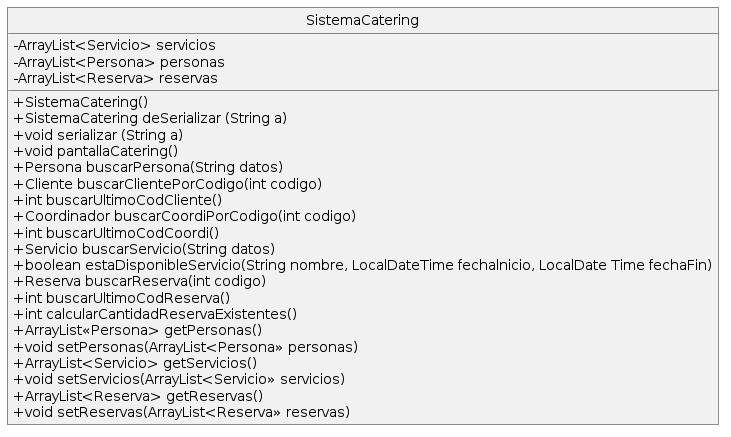 SistemaCatering
-ArrayList<Servicio> servicios
-ArrayList<Persona> personas
-ArrayList<Reserva> reservas
+SistemaCatering()
+SistemaCatering deSerializar (String a)
+void serializar (String a)
+void pantallaCatering()
+Persona buscarPersona(String datos)
+Cliente buscarClientePorCodigo(int codigo)
+int buscarUltimoCodCliente()
+Coordinador buscarCoordiPorCodigo(int codigo)
+int buscarUltimoCodCoordi()
+Servicio buscarServicio(String datos)
+boolean estaDisponibleServicio(String nombre, LocalDateTime fechaInicio, LocalDate Time fechaFin)
+Reserva buscarReserva(int codigo)
+int buscarUltimoCodReserva()
+int calcularCantidadReservaExistentes()
+ArrayList«Persona> getPersonas()
+void setPersonas(ArrayList<Persona» personas)
+ArrayList<Servicio> getServicios()
+void setServicios(ArrayList<Servicio» servicios)
+ArrayList<Reserva> getReservas()
+void setReservas(ArrayList<Reserva» reservas)